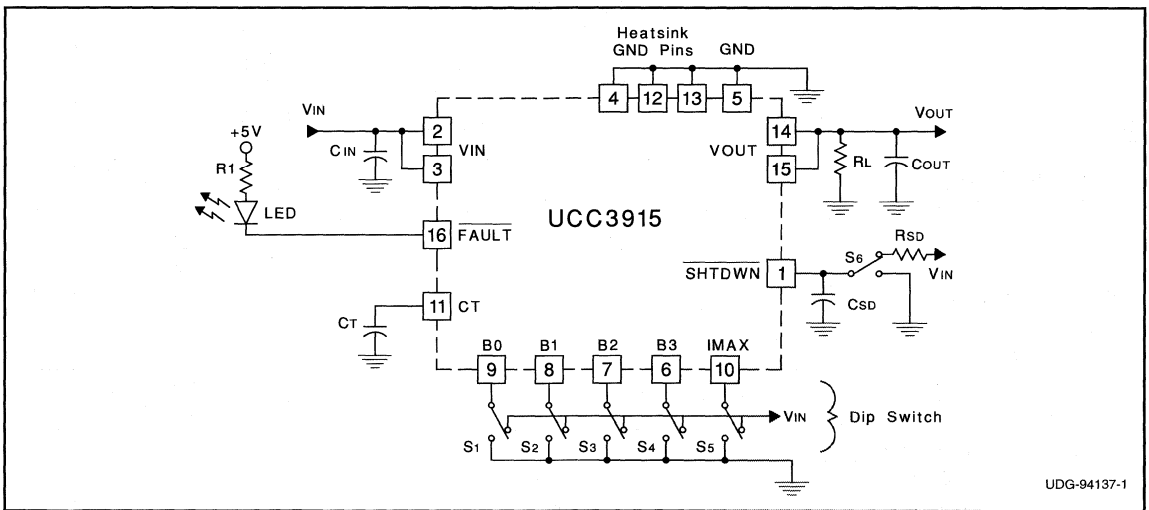 Heatsink
GND Pins
GND
4 12 13 5
VIN
+5V
R1
LED
CIN
2
3
VIN
16
FAULT
UCC3915
11
CT
CT
14
15
VOUT
VOUT
RL
COUT
SHTDWN
1
S6
RSD
VIN
CSD
B0 B1 B2 B3 IMAX
9 8 7 6 10
VIN
Dip Switch
S1 S2 S3 S4 S5
UDG-94137-1